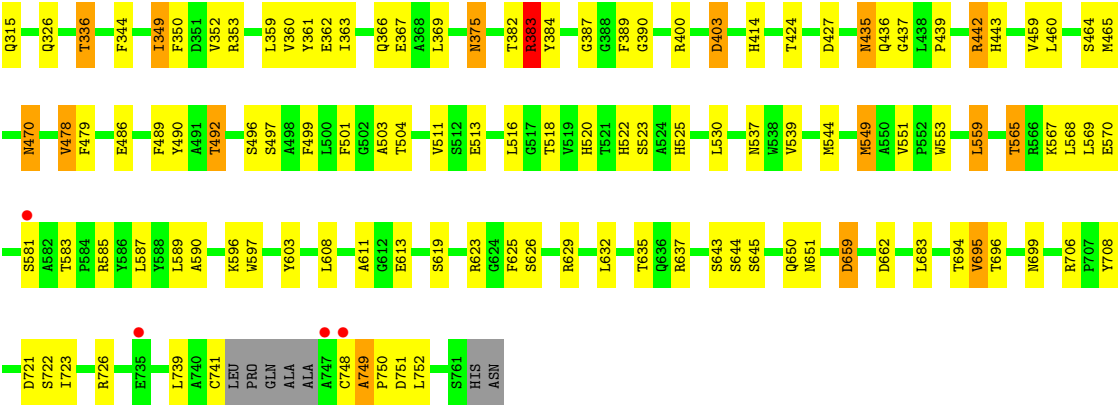 Q315 Q326 T336 F344 I349 F350 D351 V352 R353 L359 V360 Y361 E362 I363 Q366 E367 A368 L369 N375 T382 R383 Y384 G387 G388 F389 G390 R400 D403 H414 T424 D427 N435 Q436 G437 L438 P439 R442 H443 V459 L460 S464 M465
N470 V478 F479 E486 F489 Y490 A491 T492 S496 S497 A498 F499 L500 F501 G502 A503 T504 V511 S512 E513 L516 G517 T518 V519 H520 T521 H522 S523 A524 H525 L530 N537 W538 V539 M544 M549 A550 V551 P552 W553 L559 T565 R566 K567 L568 L569 E570
S581 A582 T583 P584 R585 Y586 L587 Y588 L589 A590 K596 W597 Y603 L608 A611 G612 E613 S619 R623 G624 F625 S626 R629 L632 T635 Q636 R637 S643 S644 S645 Q650 N651 D659 D662 L683 T694 V695 T696 N699 R706 P707 Y708
D721 S722 I723 R726 E735 L739 A740 C741 LEU PRO GLN ALA ALA A747 C748 A749 P750 D751 L752 S761 HIS ASN